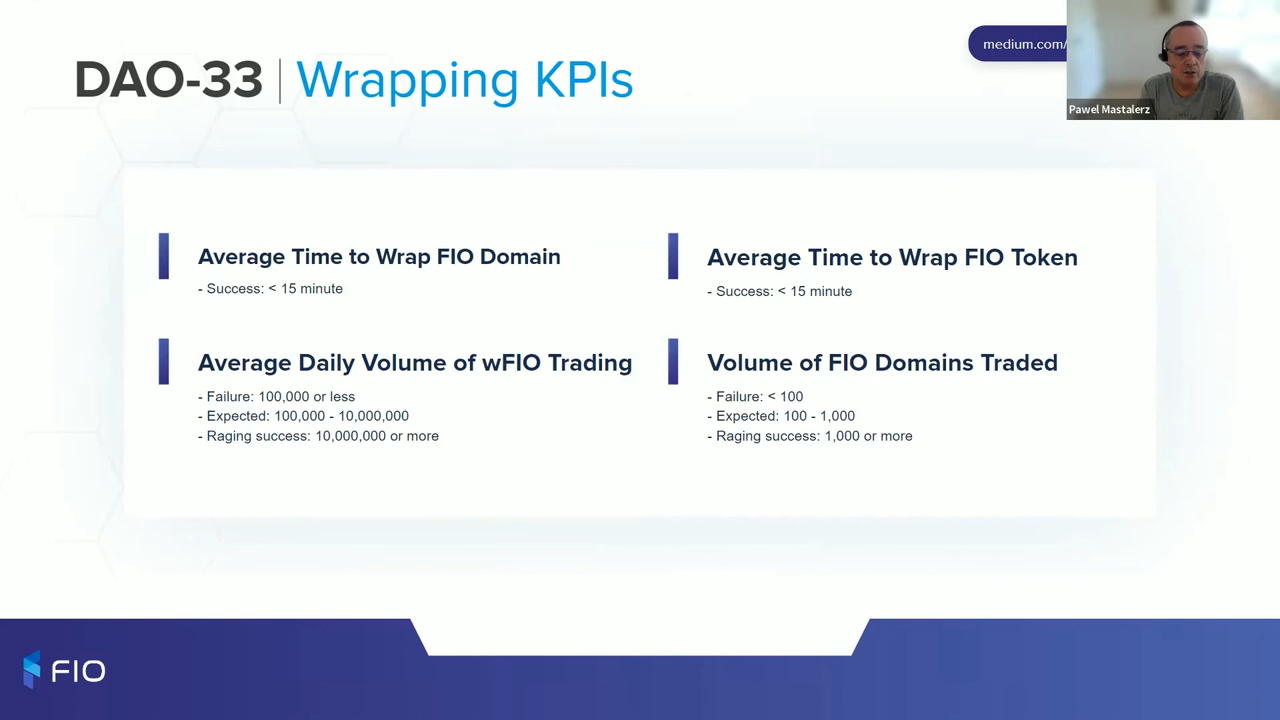 DAO-33 | Wrapping KPIs
medium.com/
Pawel Mastalerz
Average Time to Wrap FIO Domain
- Success: < 15 minute
Average Time to Wrap FIO Token
- Success: < 15 minute
Average Daily Volume of wFIO Trading
- Failure: 100,000 or less
- Expected: 100,000 - 10,000,000
- Raging success: 10,000,000 or more
Volume of FIO Domains Traded
- Failure: < 100
- Expected: 100 - 1,000
- Raging success: 1,000 or more
FIO